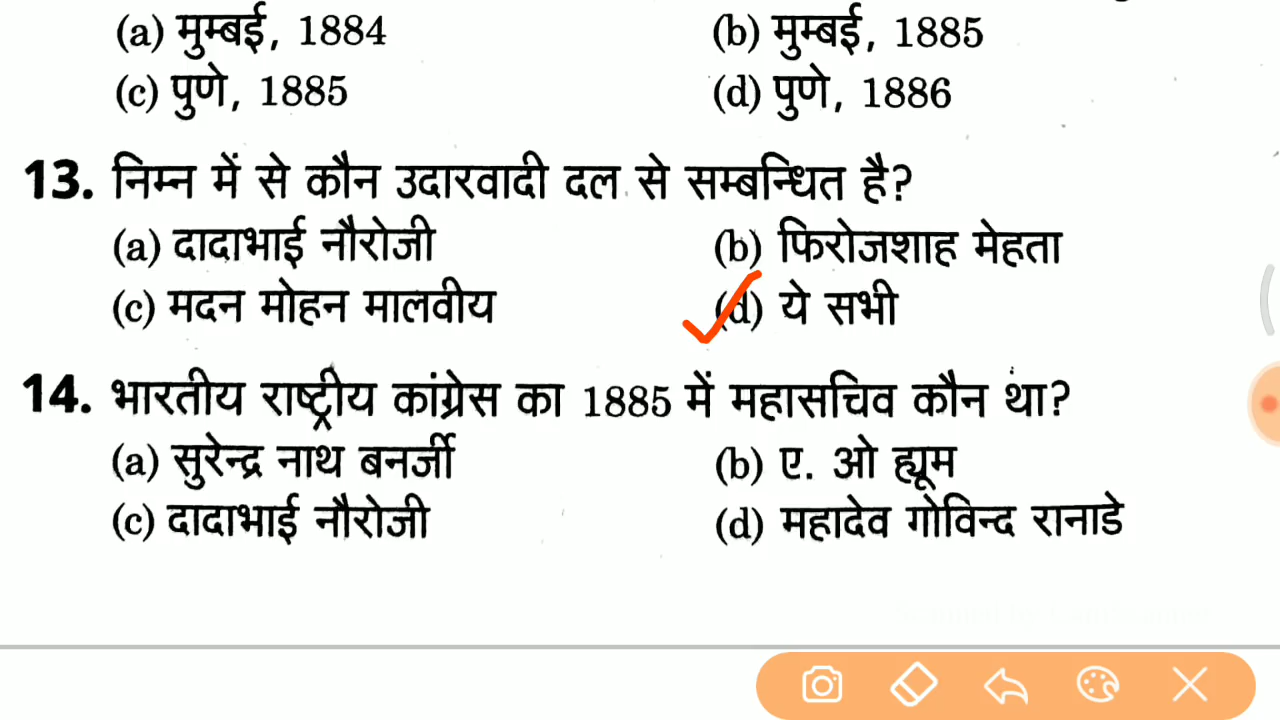 (a) मुम्बई, 1884 (b) मुम्बई, 1885
(c) पुणे, 1885 (d) पुणे, 1886
13. निम्न में से कौन उदारवादी दल से सम्बन्धित है?
(a) दादाभाई नौरोजी (b) फिरोजशाह मेहता
(c) मदन मोहन मालवीय (d) ये सभी
14. भारतीय राष्ट्रीय कांग्रेस का 1885 में महासचिव कौन था?
(a) सुरेन्द्र नाथ बनर्जी (b) ए. ओ ह्यूम
(c) दादाभाई नौरोजी (d) महादेव गोविन्द रानाडे